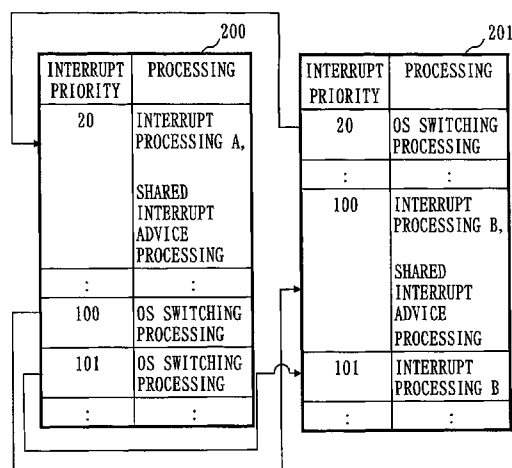 200
INTERRUPT PRIORITY
PROCESSING
20
INTERRUPT
PROCESSING A,
SHARED
INTERRUPT
ADVICE
PROCESSING
:
:
100
OS SWITCHING
PROCESSING
101
OS SWITCHING
PROCESSING
:
:
201
INTERRUPT PRIORITY
PROCESSING
20
OS SWITCHING
PROCESSING
:
:
100
INTERRUPT
PROCESSING B,
SHARED
INTERRUPT
ADVICE
PROCESSING
101
INTERRUPT
PROCESSING B
:
: